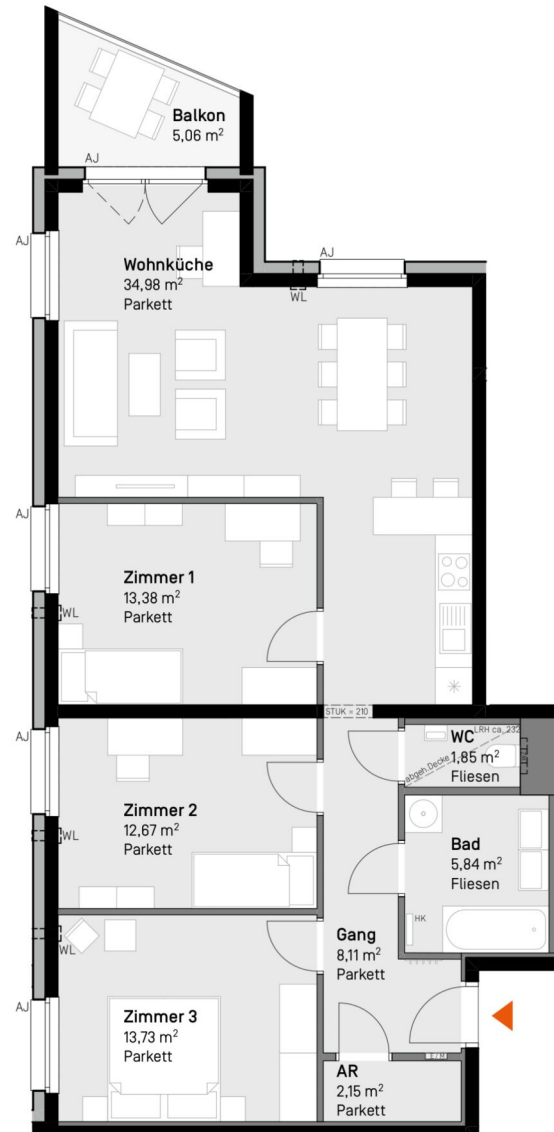 Balkon
5,06 m²
AJ
AJ
Wohnküche
34,98 m²
Parkett
AJ
WL
AJ
Zimmer 1
13,38 m²
Parkett
WL
STUK = 210
AJ
WC
LRH ca. 232
1,85 m²
abgeh.Decke
Fliesen
Zimmer 2
12,67 m²
Parkett
WL
Bad
5,84 m²
Fliesen
HK
Gang
8,11 m²
Parkett
WL
AJ
Zimmer 3
13,73 m²
Parkett
AR
2,15 m²
Parkett